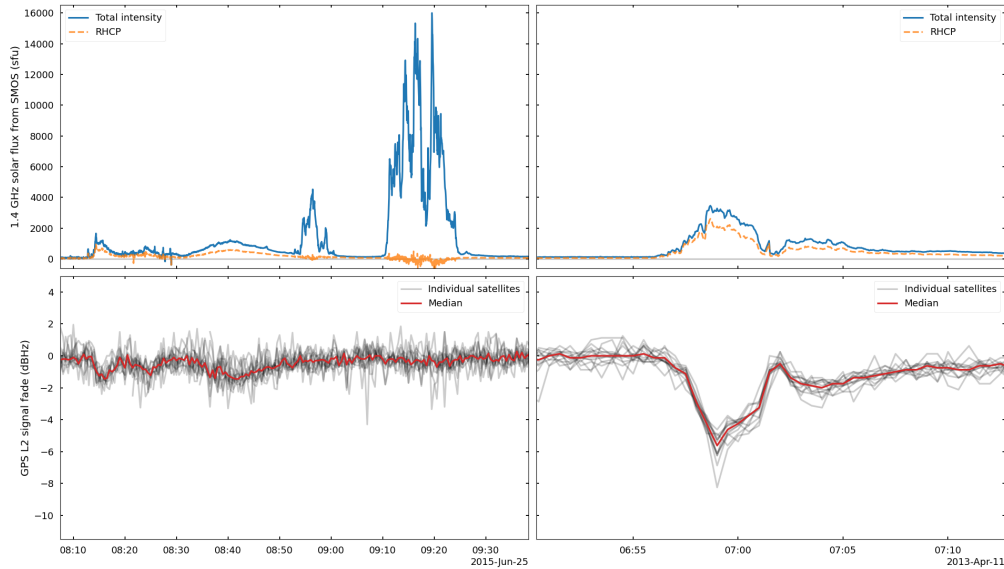 Total intensity
RHCP
Total intensity
RHCP
1.4 GHz solar flux from SMOS (sfu)
16000
14000
12000
10000
8000
6000
4000
2000
0
Individual satellites
Median
Individual satellites
Median
GPS L2 signal fade (dBHz)
4
2
0
−2
−4
−6
−8
−10
08:10 08:20 08:30 08:40 08:50 09:00 09:10 09:20 09:30
2015-Jun-25
06:55 07:00 07:05 07:10
2013-Apr-11